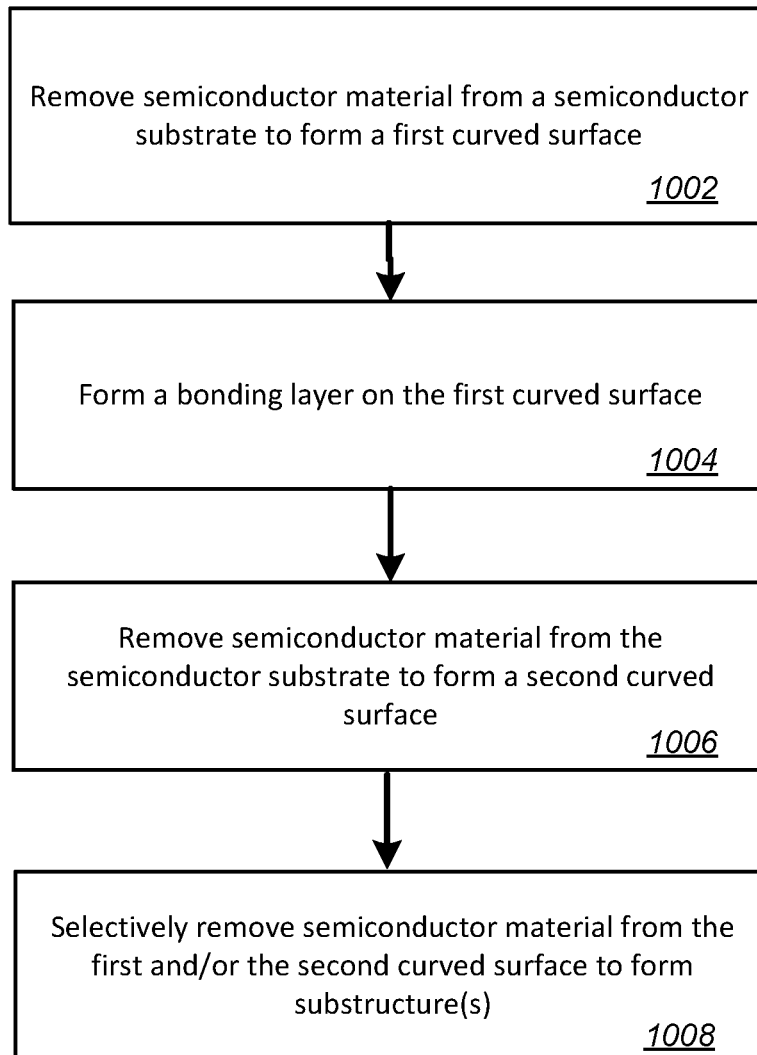 Remove semiconductor material from a semiconductor
substrate to form a first curved surface
1002
Form a bonding layer on the first curved surface
1004
Remove semiconductor material from the
semiconductor substrate to form a second curved
surface
1006
Selectively remove semiconductor material from the
first and/or the second curved surface to form
substructure(s)
1008